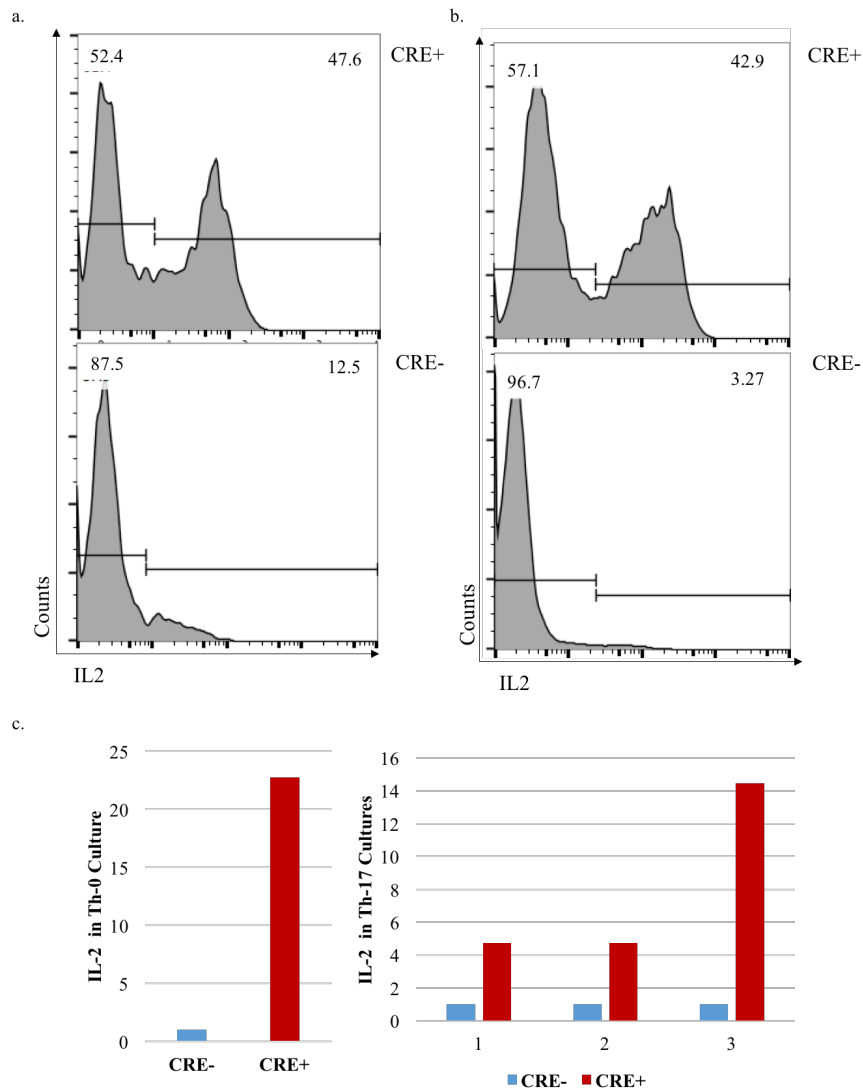 a.
b.
52.4 47.6 CRE+
57.1 42.9 CRE+
87.5 12.5 CRE-
96.7 3.27 CRE-
Counts
Counts
IL2
IL2
c.
IL-2 in Th-0 Culture
25
20
15
10
5
0
CRE- CRE+
IL-2 in Th-17 Cultures
16
14
12
10
8
6
4
2
0
1 2 3
CRE- CRE+